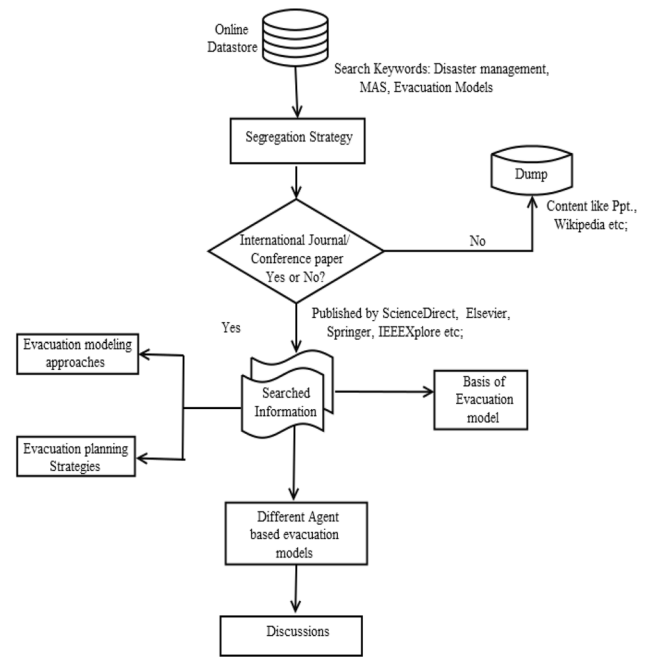 Online
Datastore
Search Keywords: Disaster management,
MAS, Evacuation Models
Segregation Strategy
Dump
Content like Ppt.,
Wikipedia etc;
International Journal/
Conference paper
Yes or No?
No
Yes
Published by ScienceDirect, Elsevier,
Springer, IEEEXplore etc;
Evacuation modeling
approaches
Searched
Information
Basis of
Evacuation
model
Evacuation planning
Strategies
Different Agent
based evacuation
models
Discussions